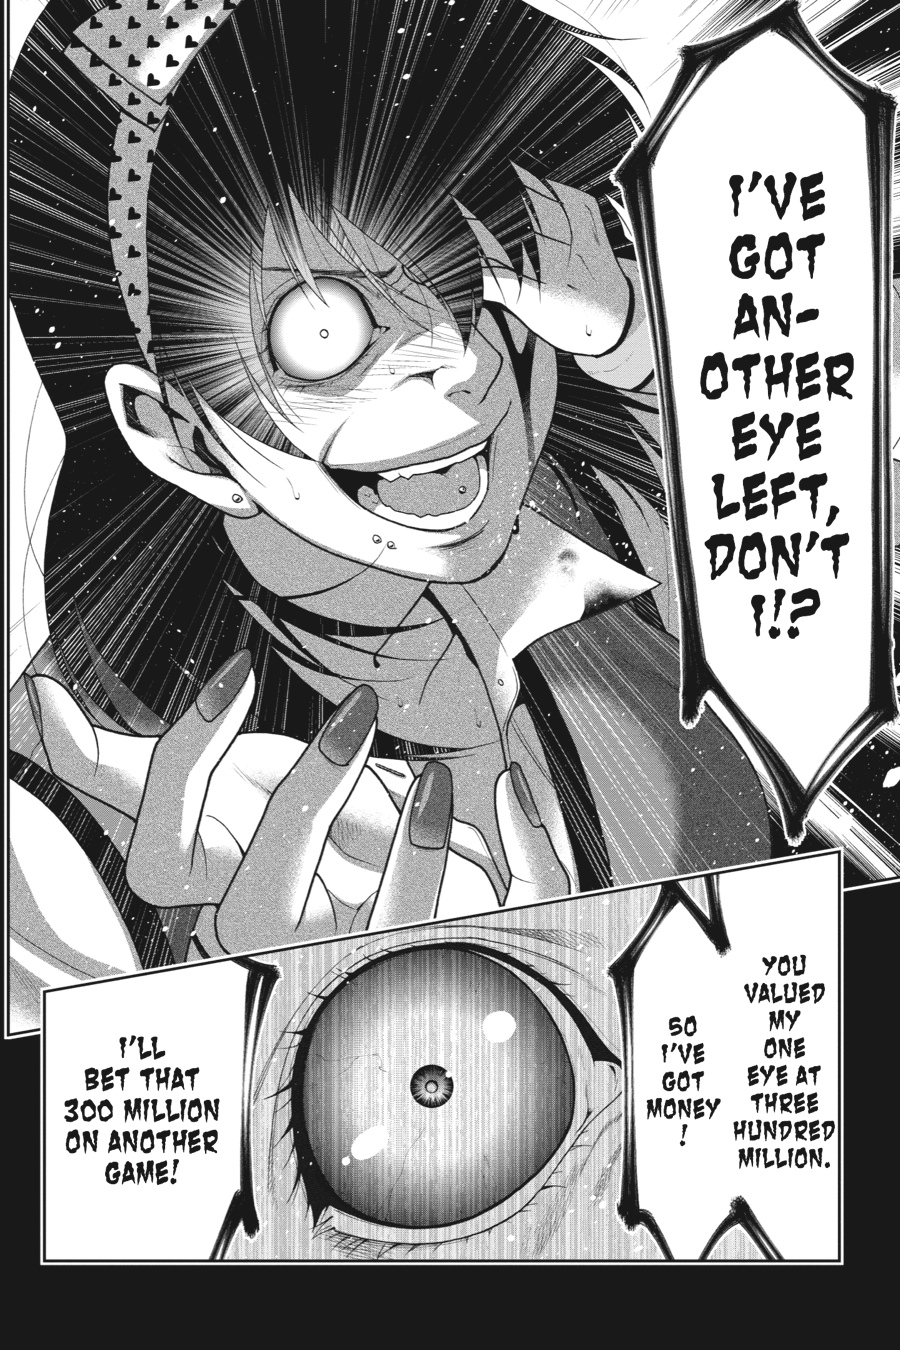 I'VE
GOT
AN-
OTHER
EYE
LEFT,
DON'T
I!?
YOU
VALUED
MY
ONE
EYE AT
THREE
HUNDRED
MILLION.
SO
I'VE
GOT
MONEY
!
I'LL
BET THAT
300 MILLION
ON ANOTHER
GAME!